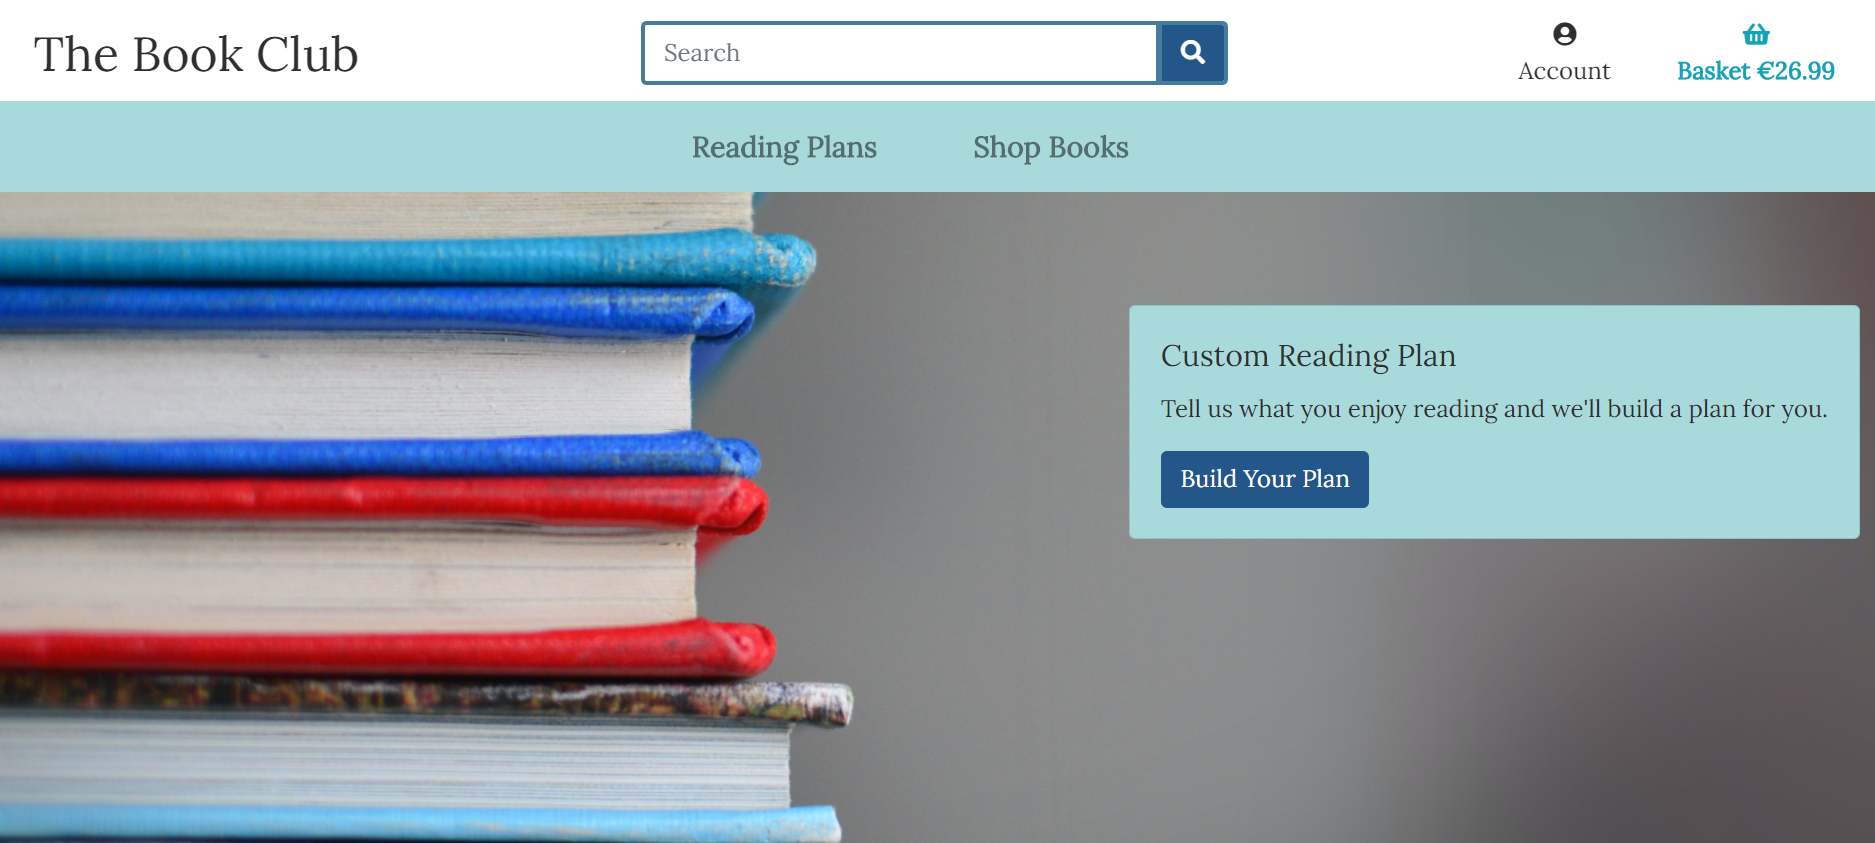 The Book Club
Search
Account
Basket €26.99
Reading Plans
Shop Books
Custom Reading Plan
Tell us what you enjoy reading and we'll build a plan for you.
Build Your Plan